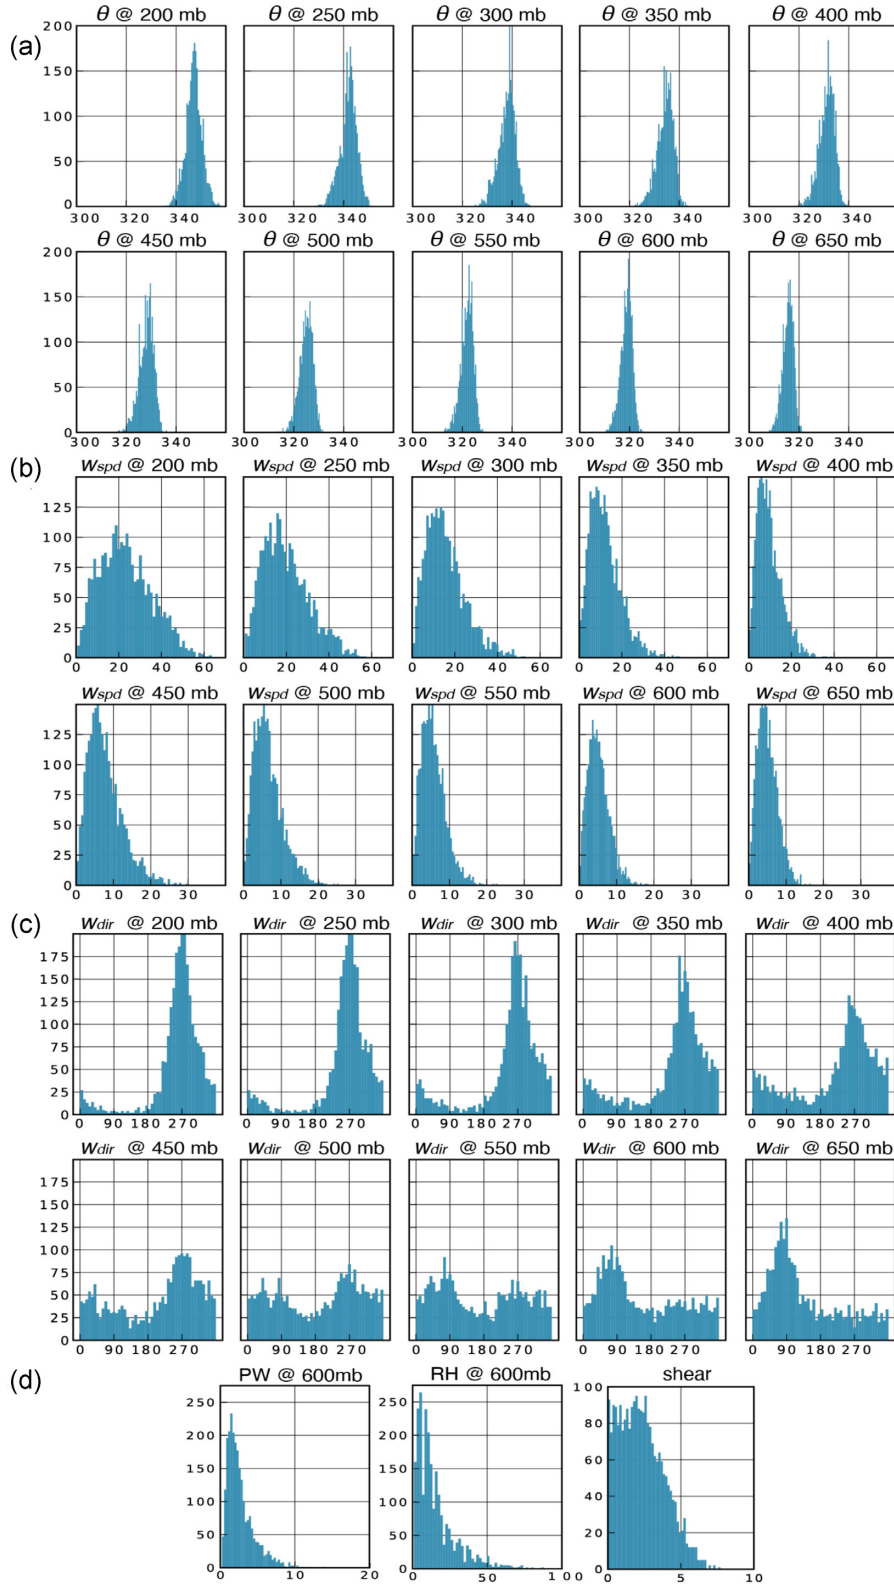 (a)
θ @ 200 mb θ @ 250 mb θ @ 300 mb θ @ 350 mb θ @ 400 mb
200
150
100
50
0
300 320 340 300 320 340 300 320 340 300 320 340 300 320 340
θ @ 450 mb θ @ 500 mb θ @ 550 mb θ @ 600 mb θ @ 650 mb
200
150
100
50
0
300 320 340 300 320 340 300 320 340 300 320 340 300 320 340
(b)
Wspd @ 200 mb Wspd @ 250 mb Wspd @ 300 mb Wspd @ 350 mb Wspd @ 400 mb
125
100
75
50
25
0
0 20 40 60 0 20 40 60 0 20 40 60 0 20 40 60 0 20 40 60
Wspd @ 450 mb Wspd @ 500 mb Wspd @ 550 mb Wspd @ 600 mb Wspd @ 650 mb
125
100
75
50
25
0
0 10 20 30 0 10 20 30 0 10 20 30 0 10 20 30 0 10 20 30
(c)
Wdir @ 200 mb Wdir @ 250 mb Wdir @ 300 mb Wdir @ 350 mb Wdir @ 400 mb
175
150
125
100
75
50
25
0
0 90 180 270 0 90 180 270 0 90 180 270 0 90 180 270 0 90 180 270
Wdir @ 450 mb Wdir @ 500 mb Wdir @ 550 mb Wdir @ 600 mb Wdir @ 650 mb
175
150
125
100
75
50
25
0
0 90 180 270 0 90 180 270 0 90 180 270 0 90 180 270 0 90 180 270
(d)
PW @ 600mb RH @ 600mb shear
250 250 100
200 200 80
150 150 60
100 100 40
50 50 20
0 0 0
0 10 20 0 50 100 0 5 10